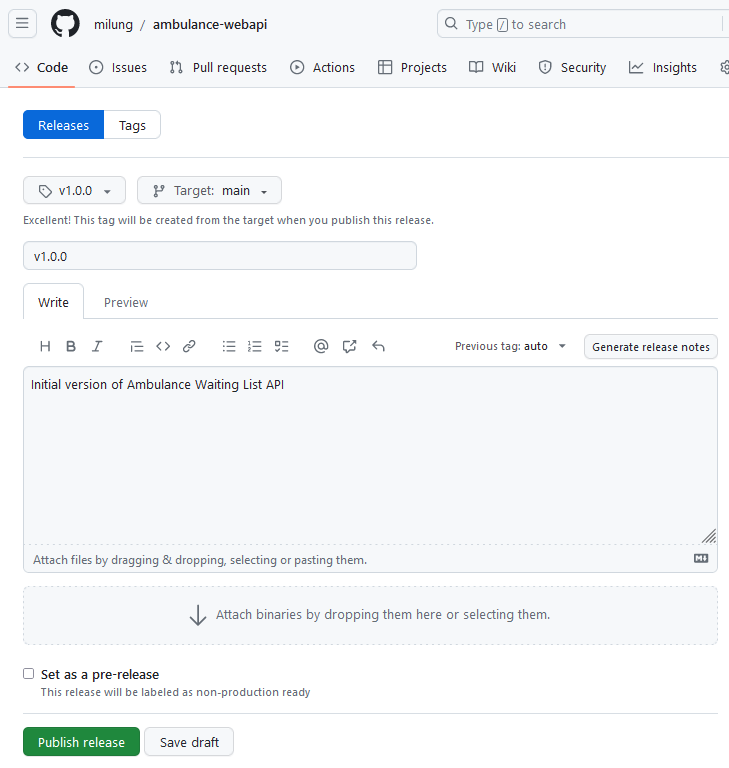 milung / ambulance-webapi
Type / to search
Code Issues Pull requests Actions Projects Wiki Security Insights
Releases Tags
v1.0.0 Target: main
Excellent! This tag will be created from the target when you publish this release.
v1.0.0
Write Preview
H B I Previous tag: auto Generate release notes
Initial version of Ambulance Waiting List API
Attach files by dragging & dropping, selecting or pasting them.
Attach binaries by dropping them here or selecting them.
Set as a pre-release
This release will be labeled as non-production ready
Publish release Save draft